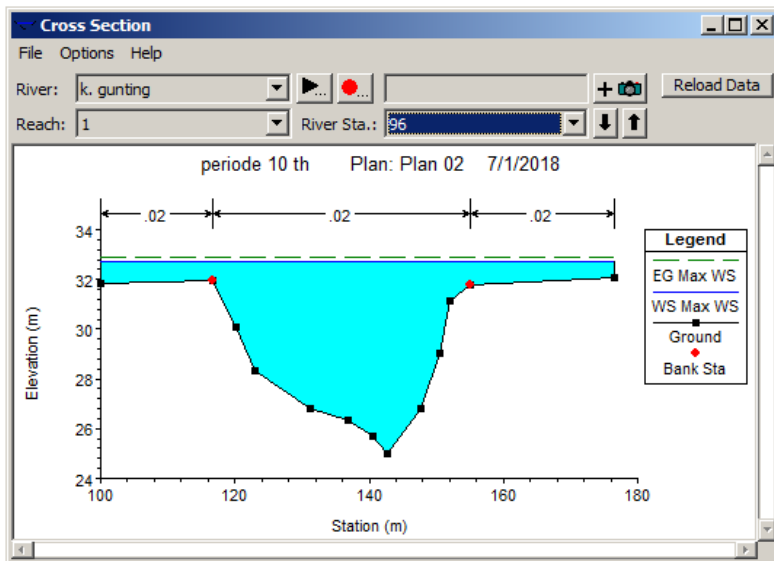 Cross Section
File Options Help
River: k. gunting ... ... + Reload Data
Reach: 1 River Sta.: 96
periode 10 th Plan: Plan 02 7/1/2018
.02 .02 .02
34
32
30
28
26
24
100 120 140 160 180
Elevation (m)
Station (m)
Legend
EG Max WS
WS Max WS
Ground
Bank Sta